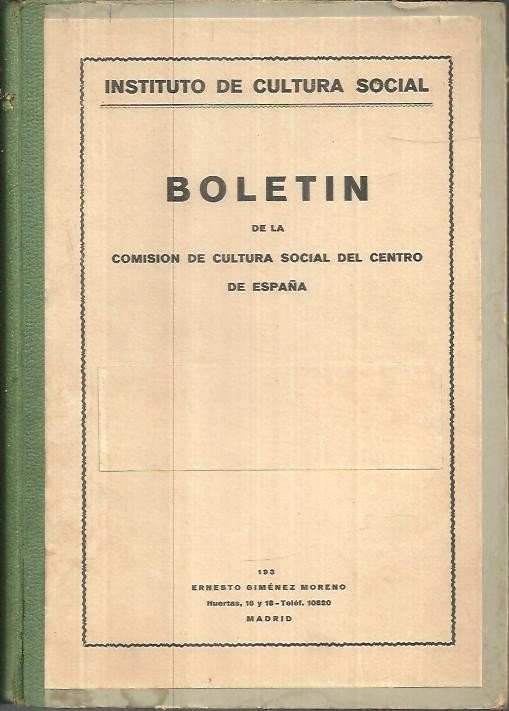 INSTITUTO DE CULTURA SOCIAL
BOLETIN
DE LA
COMISION DE CULTURA SOCIAL DEL CENTRO
DE ESPAÑA
193
ERNESTO GIMÉNEZ MORENO
Huertas, 16 y 18 - Teléf. 10820
MADRID